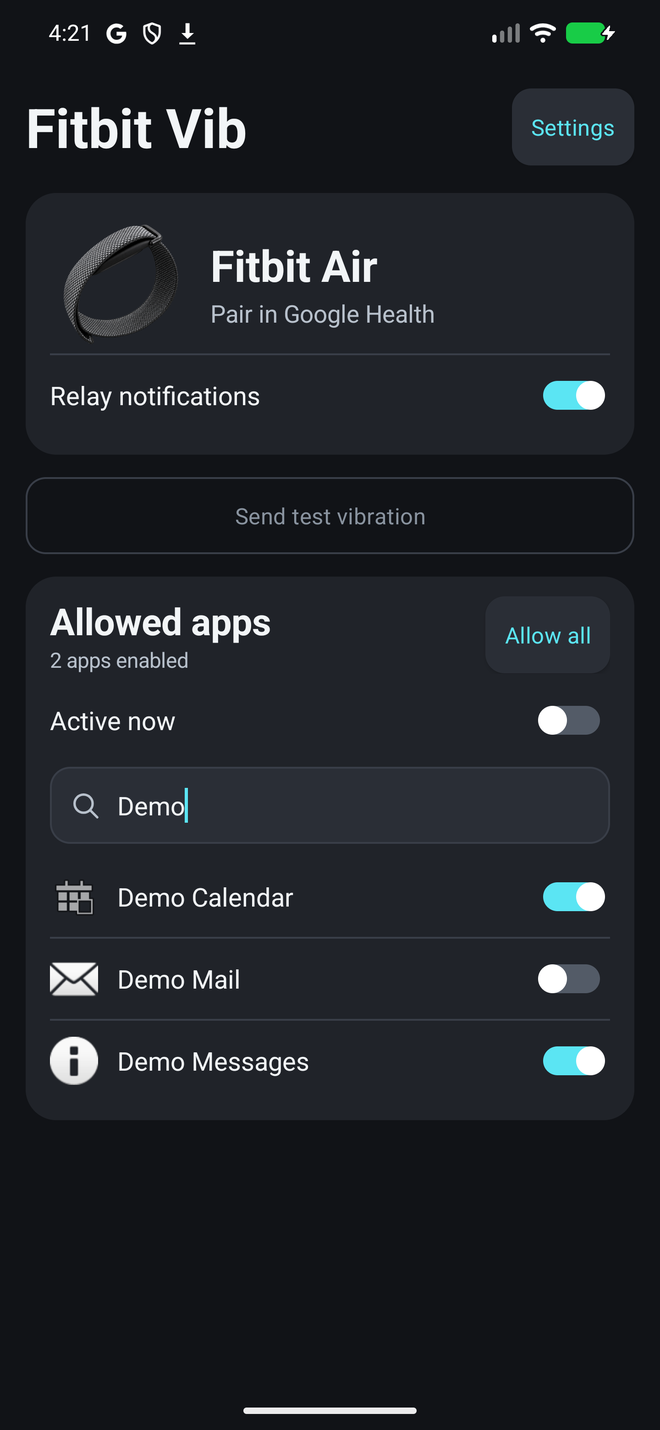 4:21
Fitbit Vib
Settings
Fitbit Air
Pair in Google Health
Relay notifications
Send test vibration
Allowed apps
2 apps enabled
Allow all
Active now
Demo
Demo Calendar
Demo Mail
Demo Messages